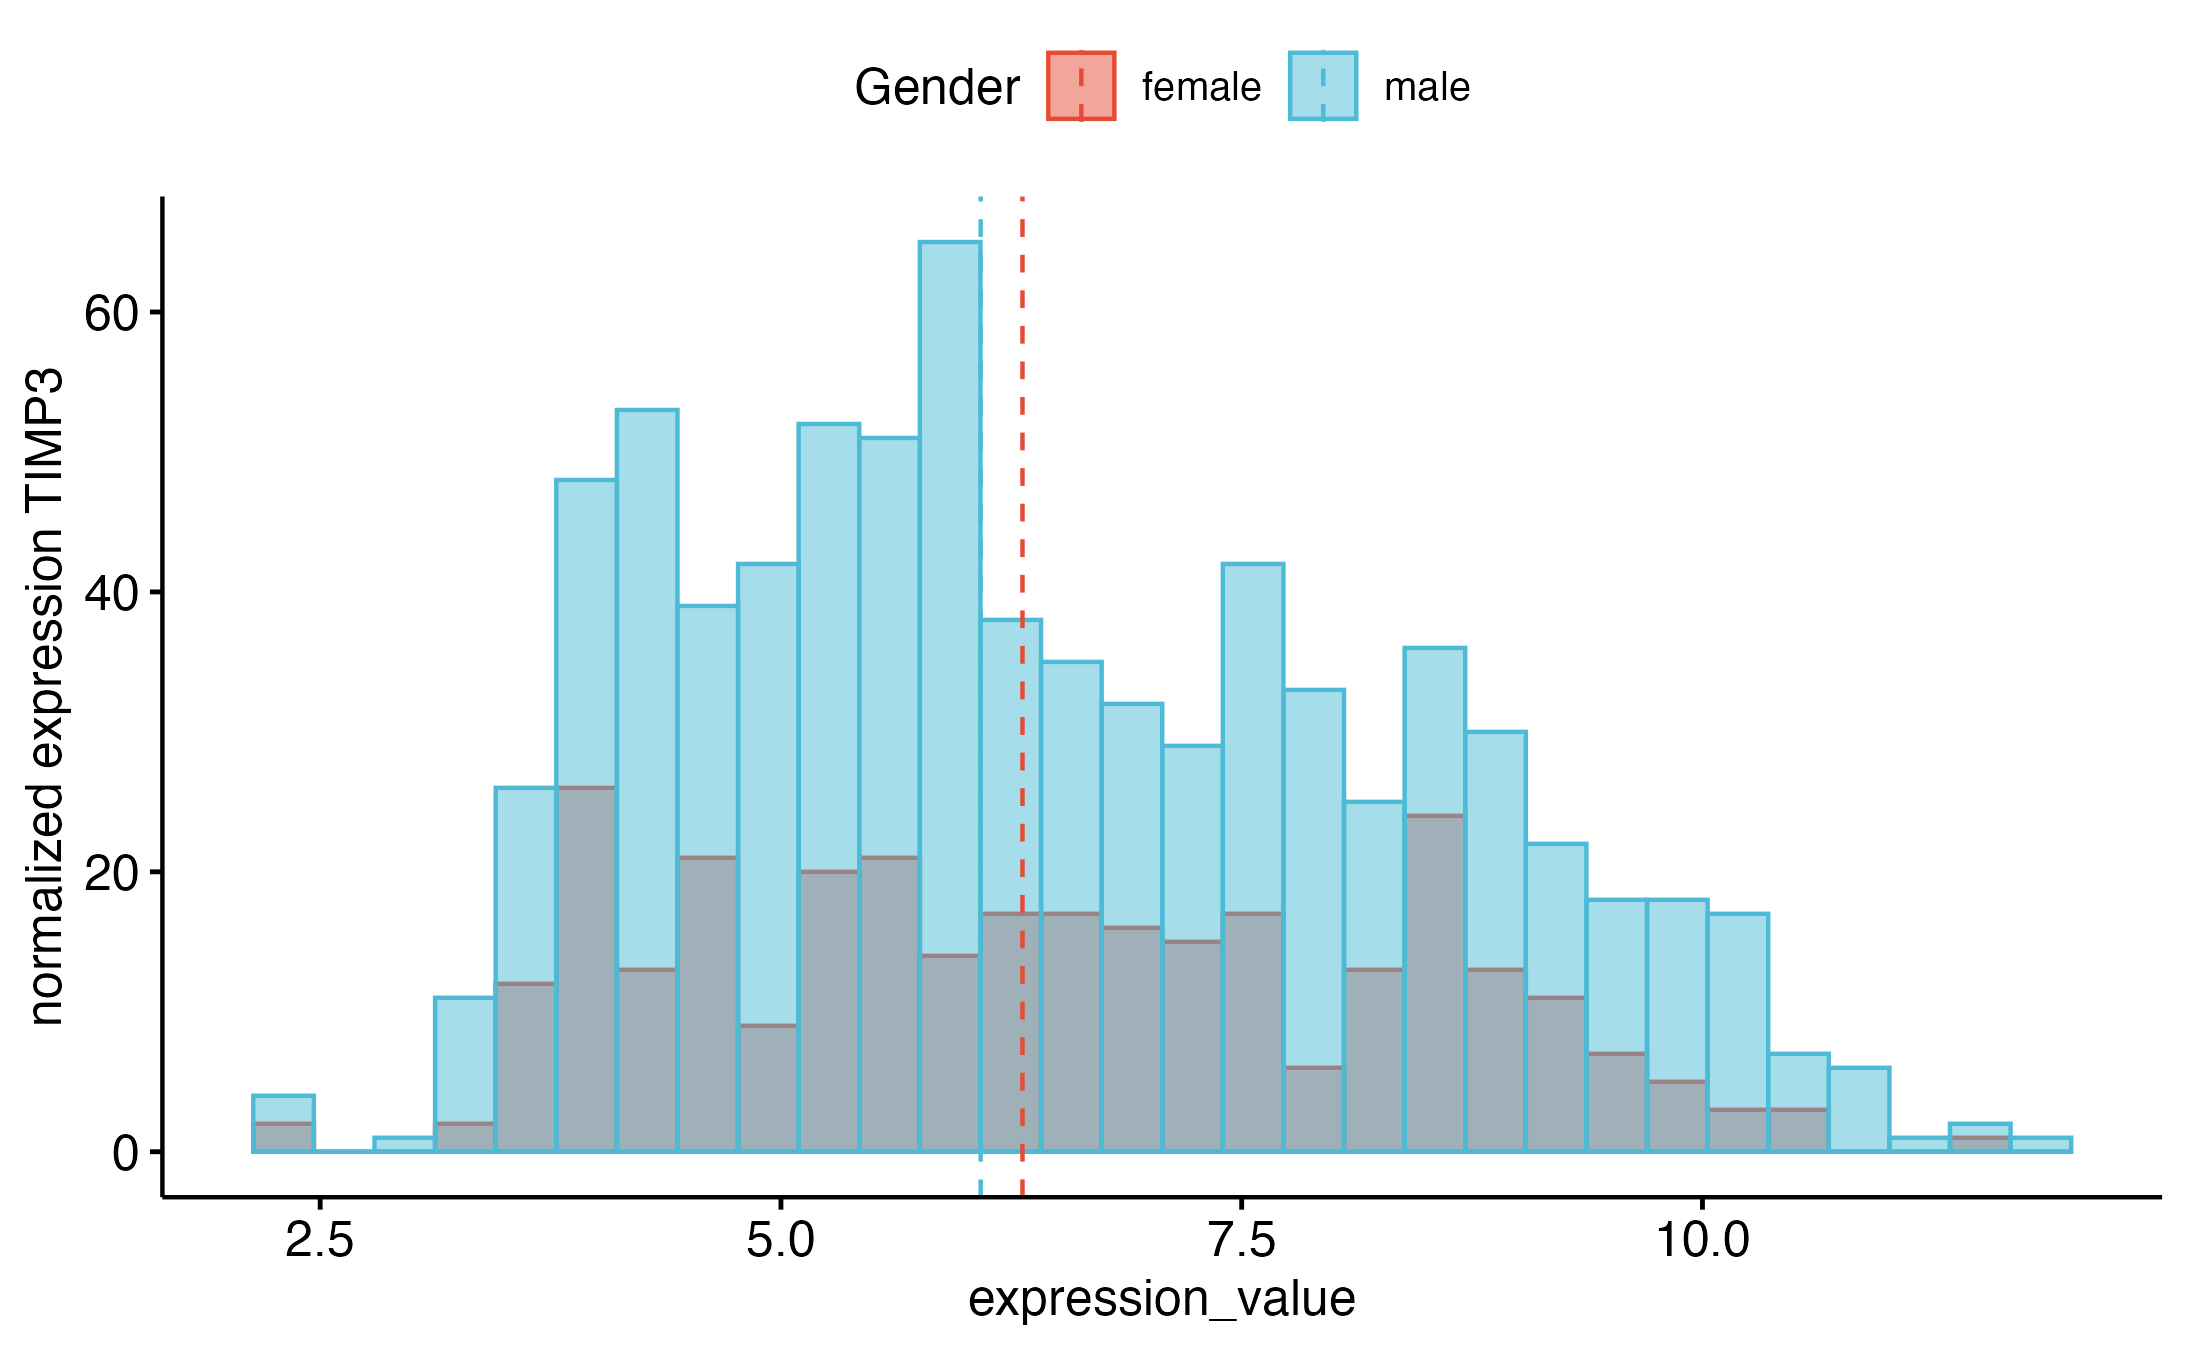 Gender female male
normalized expression TIMP3
60
40
20
0
2.5 5.0 7.5 10.0
expression_value